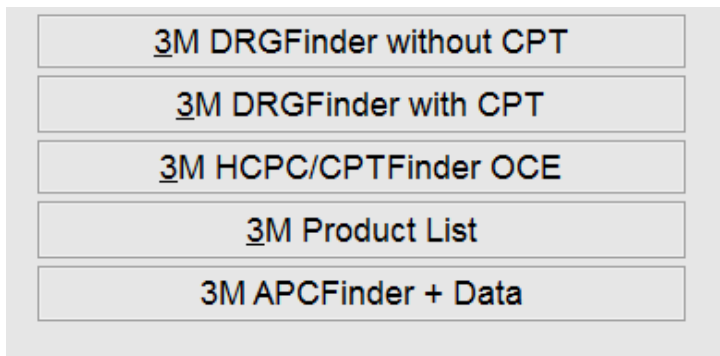 3M DRGFinder without CPT
3M DRGFinder with CPT
3M HCPC/CPTFinder OCE
3M Product List
3M APCFinder + Data